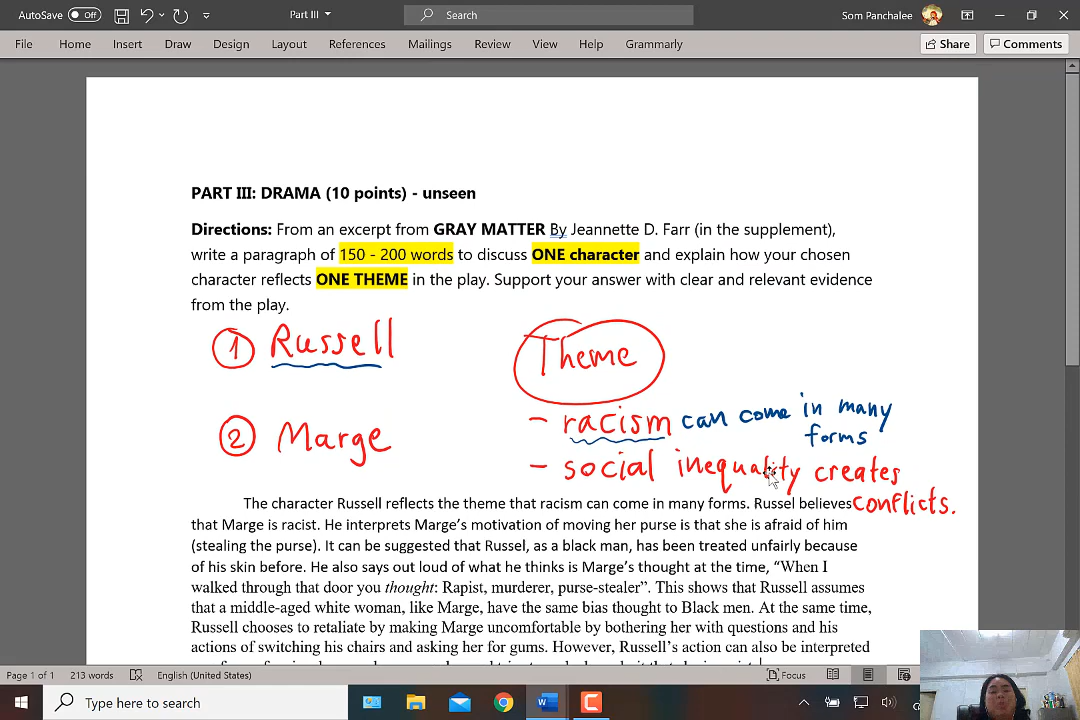 AutoSave Off Part III Search Som Panchalee
File Home Insert Draw Design Layout References Mailings Review View Help Grammarly Share Comments
PART III: DRAMA (10 points) - unseen
Directions: From an excerpt from GRAY MATTER By Jeannette D. Farr (in the supplement),
write a paragraph of 150 - 200 words to discuss ONE character and explain how your chosen
character reflects ONE THEME in the play. Support your answer with clear and relevant evidence
from the play.
1 Russell
Theme
- racism can come in many
forms
2 Marge
- social inequality creates
conflicts.
The character Russell reflects the theme that racism can come in many forms. Russel believes
that Marge is racist. He interprets Marge's motivation of moving her purse is that she is afraid of him
(stealing the purse). It can be suggested that Russel, as a black man, has been treated unfairly because
of his skin before. He also says out loud of what he thinks is Marge's thought at the time, “When I
walked through that door you thought: Rapist, murderer, purse-stealer”. This shows that Russell assumes
that a middle-aged white woman, like Marge, have the same bias thought to Black men. At the same time,
Russell chooses to retaliate by making Marge uncomfortable by bothering her with questions and his
actions of switching his chairs and asking her for gums. However, Russell's action can also be interpreted
Page 1 of 1 213 words English (United States) Focus
Type here to search